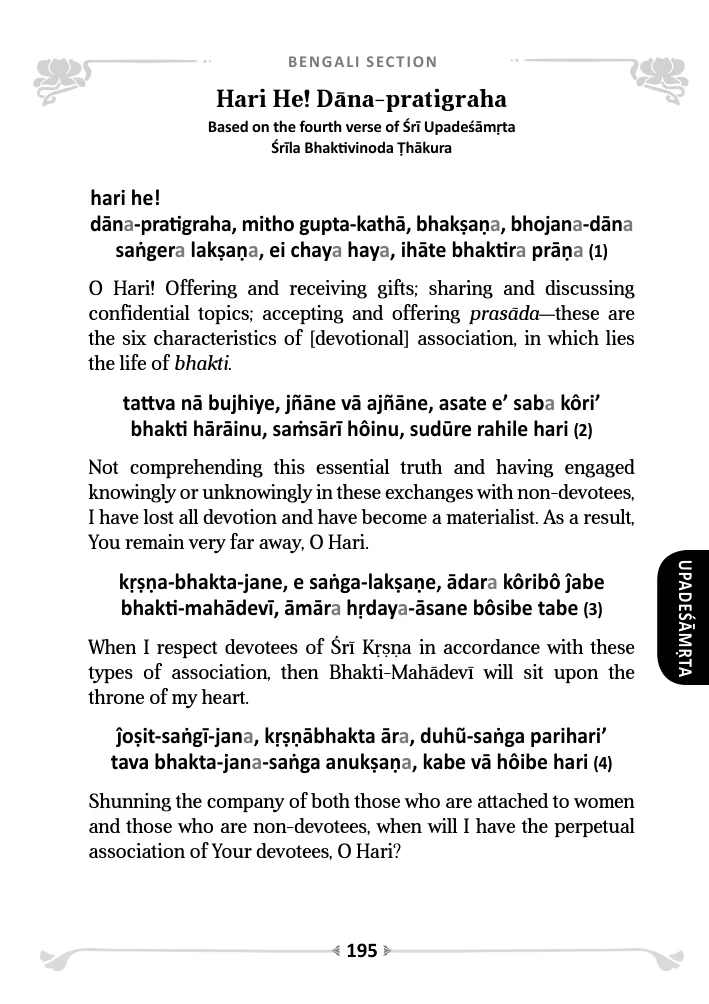 BENGALI SECTION
Hari He! Dāna-pratigraha
Based on the fourth verse of Śrī Upadeśāmṛta
Śrīla Bhaktivinoda Ṭhākura
hari he!
dāna-pratigraha, mitho gupta-kathā, bhakṣaṇa, bhojana-dāna
saṅgera lakṣaṇa, ei chaya haya, ihāte bhaktira prāṇa (1)
O Hari! Offering and receiving gifts; sharing and discussing
confidential topics; accepting and offering prasāda—these are
the six characteristics of [devotional] association, in which lies
the life of bhakti.
tattva nā bujhiye, jñāne vā ajñāne, asate e’ saba kôri’
bhakti hārāinu, saṁsārī hôinu, sudūre rahile hari (2)
Not comprehending this essential truth and having engaged
knowingly or unknowingly in these exchanges with non-devotees,
I have lost all devotion and have become a materialist. As a result,
You remain very far away, O Hari.
kṛṣṇa-bhakta-jane, e saṅga-lakṣaṇe, ādara kôribô ĵabe
bhakti-mahādevī, āmāra hṛdaya-āsane bôsibe tabe (3)
When I respect devotees of Śrī Kṛṣṇa in accordance with these
types of association, then Bhakti-Mahādevī will sit upon the
throne of my heart.
ĵoṣit-saṅgī-jana, kṛṣṇābhakta āra, duhũ-saṅga parihari’
tava bhakta-jana-saṅga anukṣaṇa, kabe vā hôibe hari (4)
Shunning the company of both those who are attached to women
and those who are non-devotees, when will I have the perpetual
association of Your devotees, O Hari?
UPADEŚĀMṚTA
195